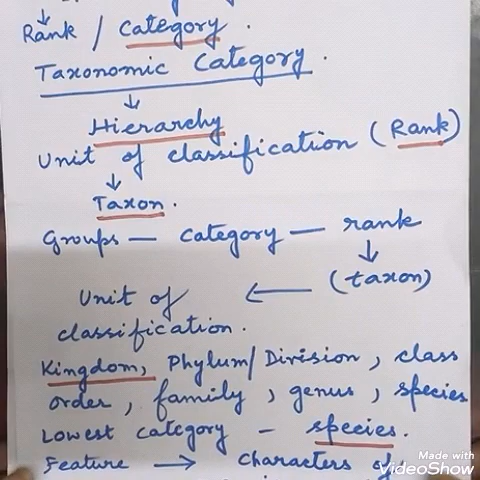 ↓
Rank / Category.
Taxonomic Category.
↓
Hierarchy
Unit of classification (Rank)
↓
Taxon.
Groups — category — rank
↓
Unit of ← (taxon)
classification.
Kingdom, Phylum/Division, class
order, family, genus, species
Lowest category - species.
Feature → characters of
Made with
VideoShow